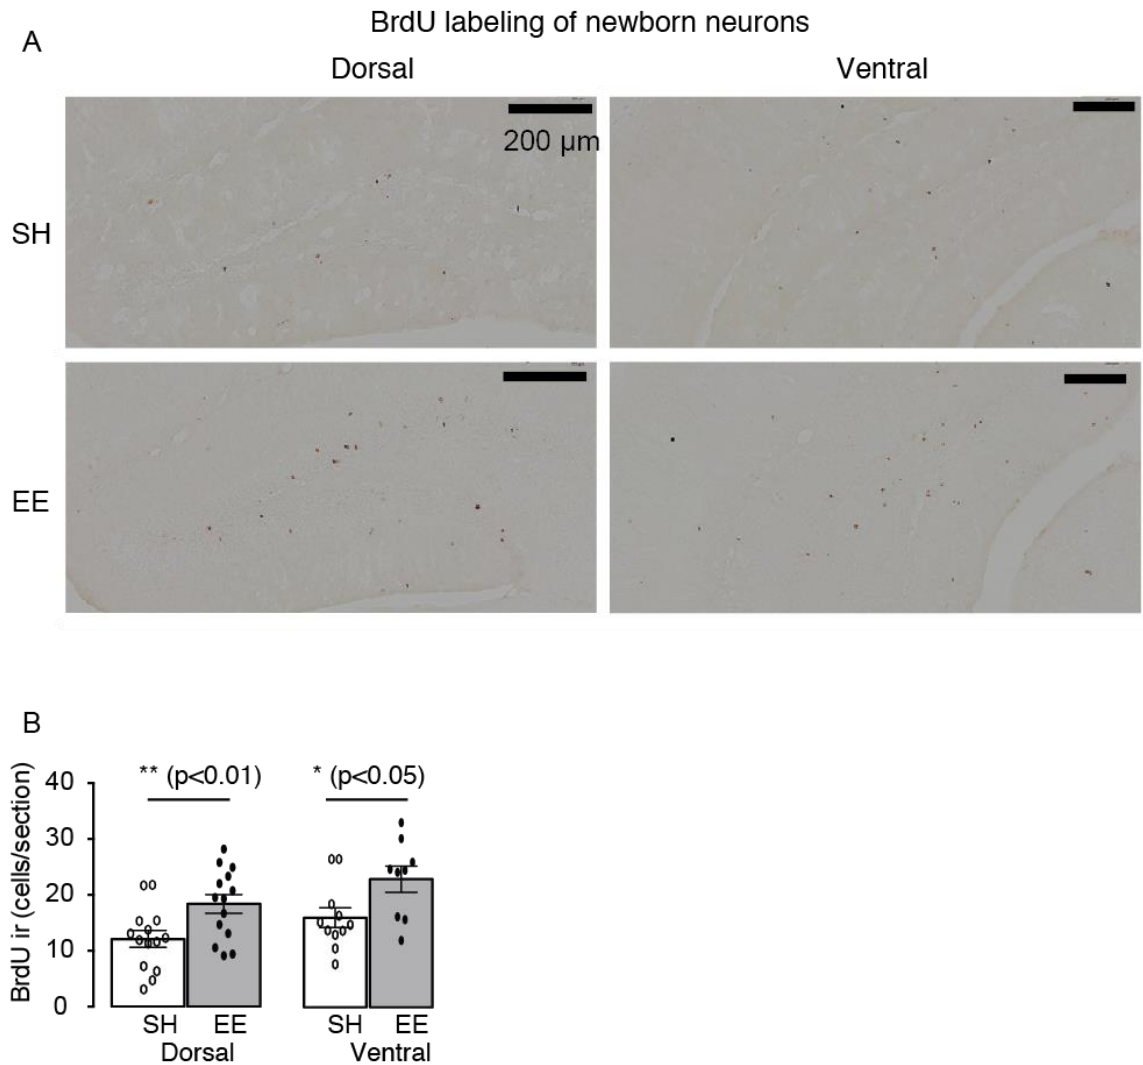 BrdU labeling of newborn neurons
A
Dorsal
Ventral
200 µm
SH
EE
B
** (p<0.01)
* (p<0.05)
BrdU ir (cells/section)
40
30
20
10
0
SH
EE
SH
EE
Dorsal
Ventral